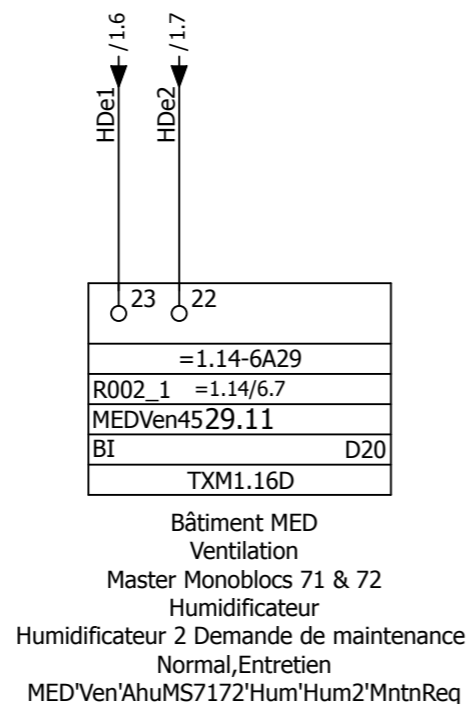 /1.6
/1.7
HDe1
HDe2
23
22
=1.14-6A29
R002_1 =1.14/6.7
MEDVen4529.11
BI D20
TXM1.16D
Bâtiment MED
Ventilation
Master Monoblocs 71 & 72
Humidificateur
Humidificateur 2 Demande de maintenance
Normal,Entretien
MED'Ven'AhuMS7172'Hum'Hum2'MntnReq